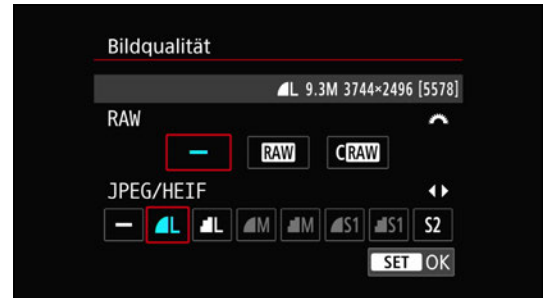 Bildqualität
L 9.3M 3744×2496 [5578]
RAW
— RAW CRAW
JPEG/HEIF
— L L M M S1 S1 S2
SET OK